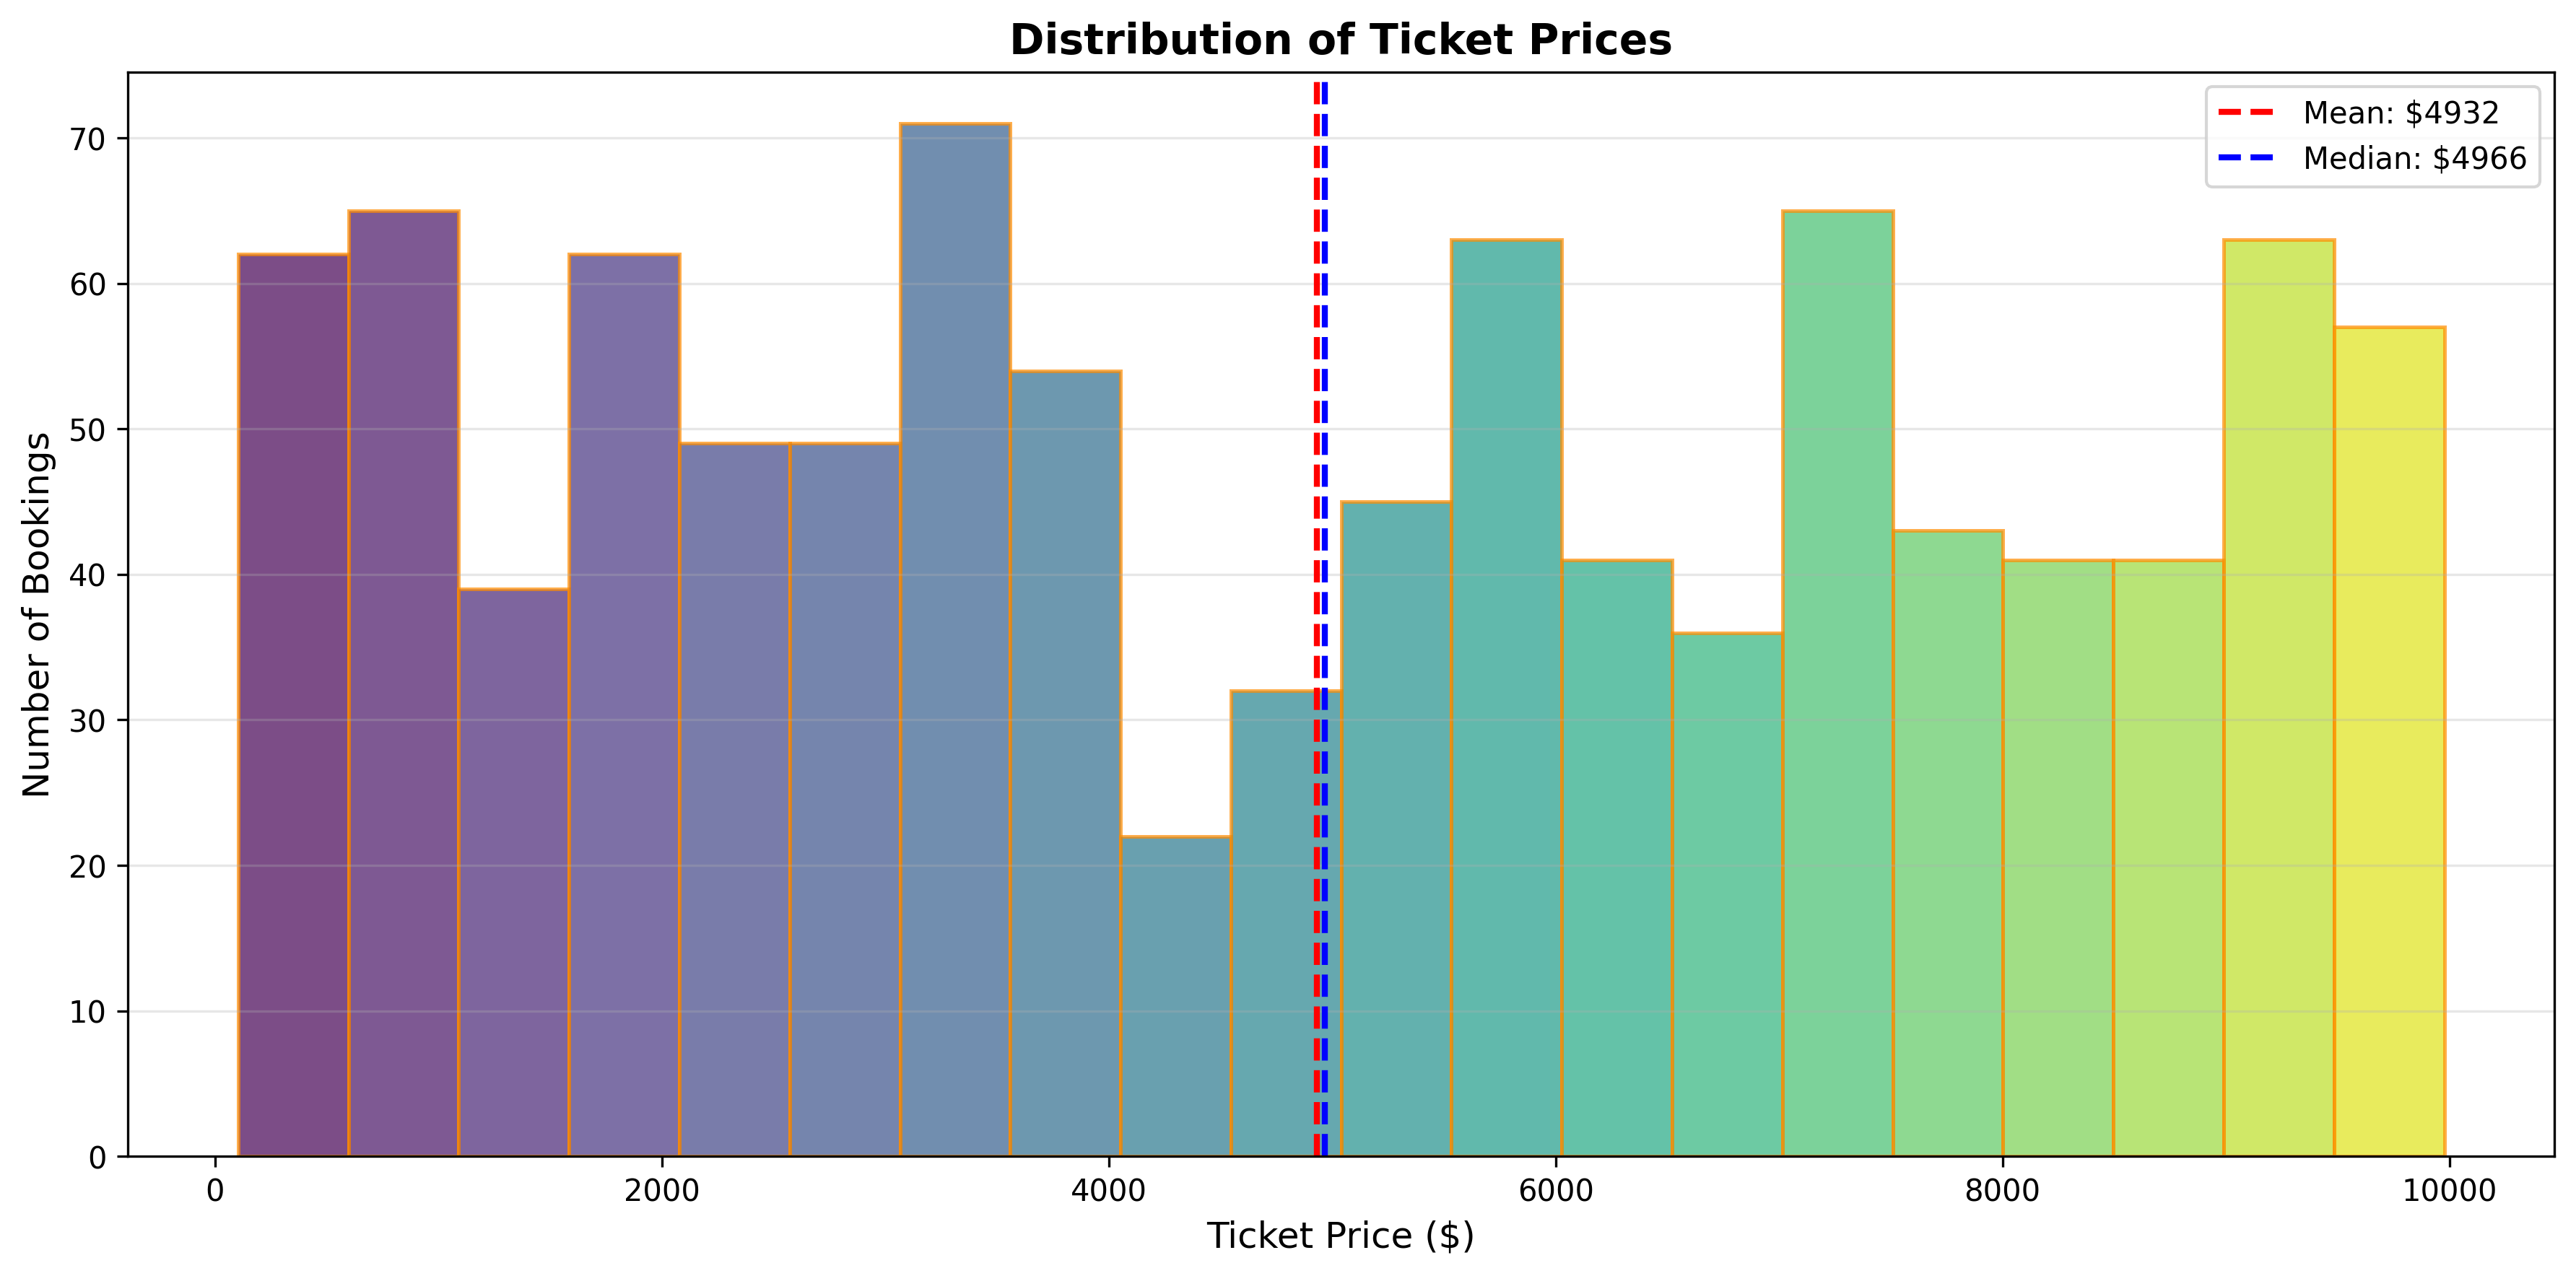 Distribution of Ticket Prices
Mean: $4932
Median: $4966
Number of Bookings
70
60
50
40
30
20
10
0
0 2000 4000 6000 8000 10000
Ticket Price ($)